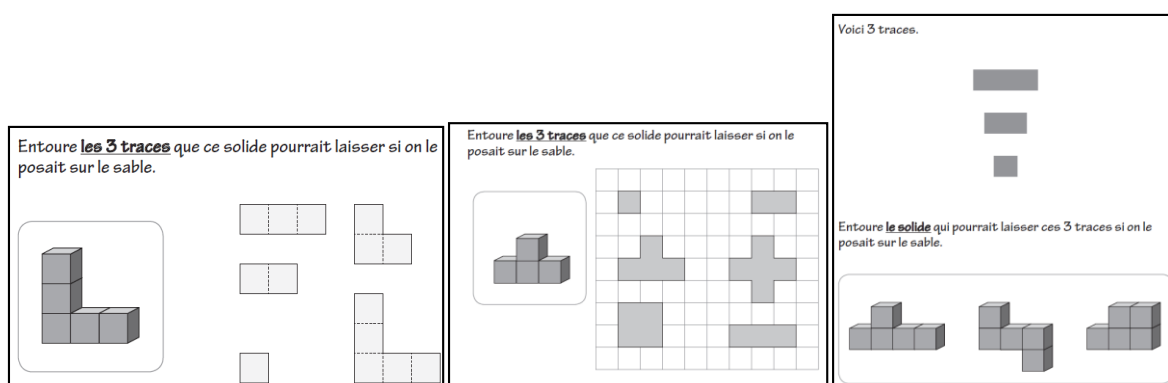 Entoure les 3 traces que ce solide pourrait laisser si on le
posait sur le sable.
Entoure les 3 traces que ce solide pourrait laisser si on le
posait sur le sable.
Voici 3 traces.
Entoure le solide qui pourrait laisser ces 3 traces si on le
posait sur le sable.